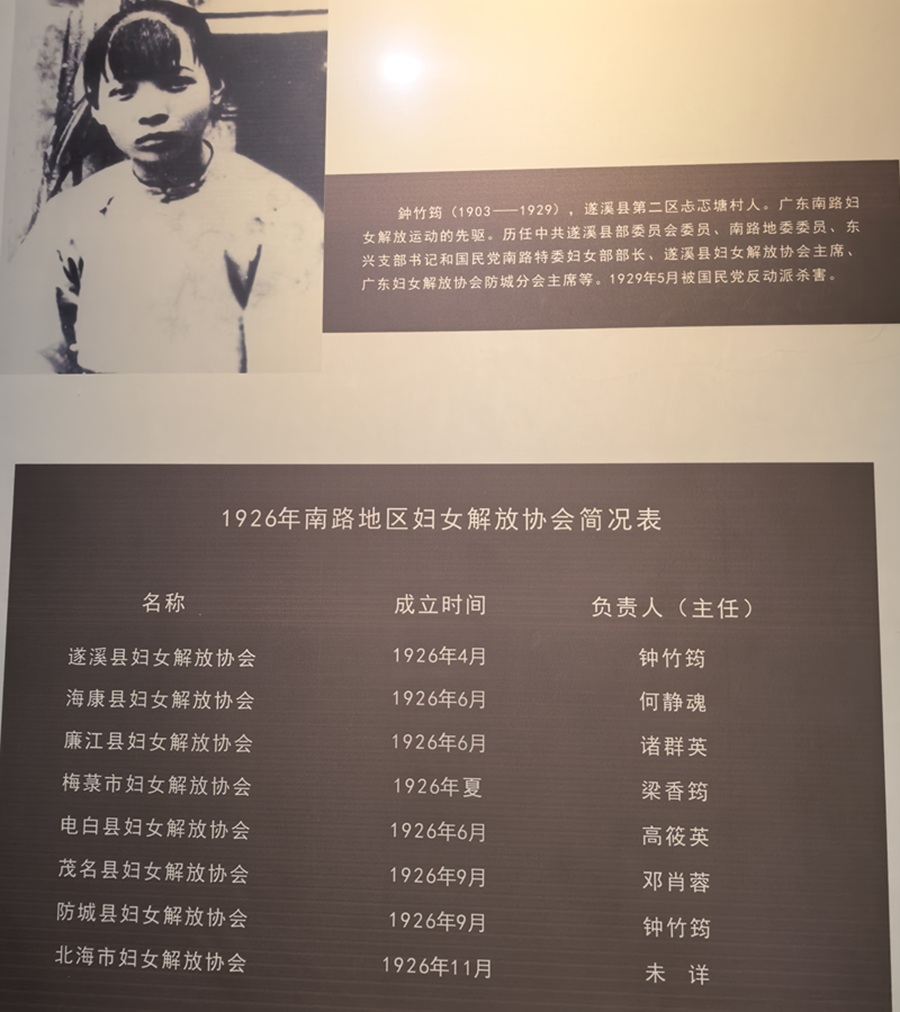 鈡竹筠（1903——1929），遂溪县第二区忐忑塘村人。广东南路妇
女解放运动的先驱。历任中共遂溪县部委员会委员、南路地委委员、东
兴支部书记和国民党南路特委妇女部部长、遂溪县妇女解放协会主席、
广东妇女解放协会防城分会主席等。1929年5月被国民党反动派杀害。
1926年南路地区妇女解放协会简况表
名称 成立时间 负责人（主任）
遂溪县妇女解放协会 1926年4月 钟竹筠
海康县妇女解放协会 1926年6月 何静魂
廉江县妇女解放协会 1926年6月 诸群英
梅菉市妇女解放协会 1926年夏 梁香筠
电白县妇女解放协会 1926年6月 高筱英
茂名县妇女解放协会 1926年9月 邓肖蓉
防城县妇女解放协会 1926年9月 钟竹筠
北海市妇女解放协会 1926年11月 未 详